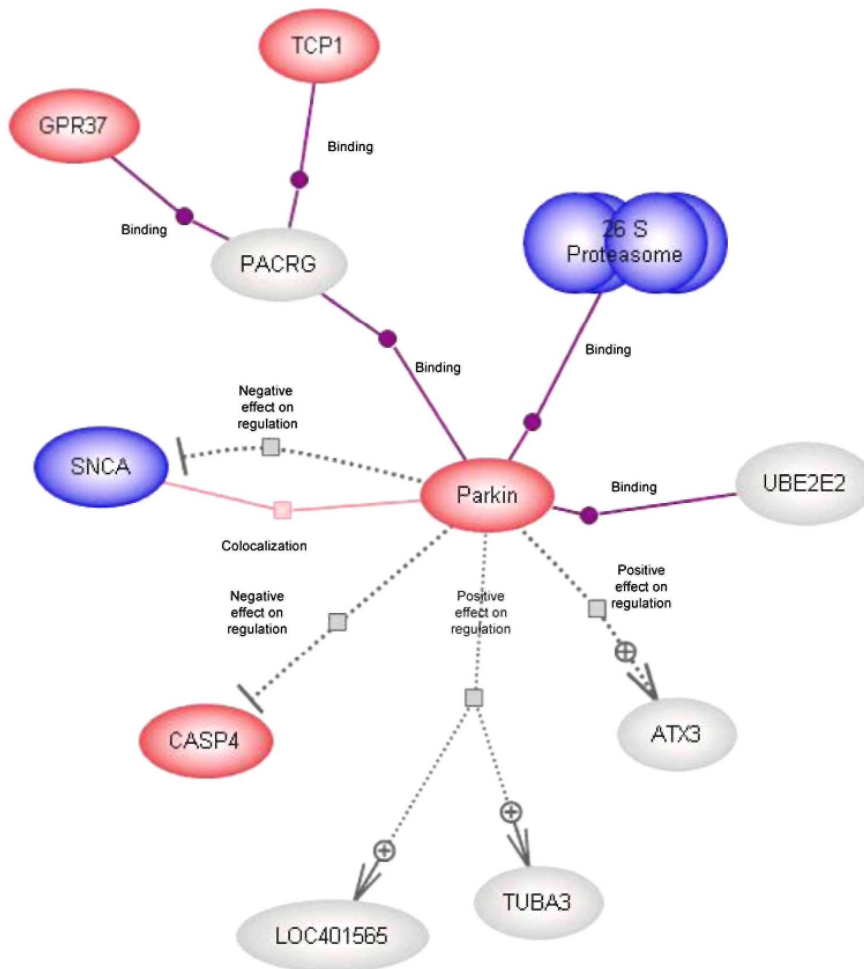 TCP1
GPR37
Binding
Binding
26 S
Proteasome
PACRG
Binding
Binding
Negative
effect on
regulation
SNCA
Parkin
Binding
UBE2E2
Colocalization
Negative
effect on
regulation
Positive
effect on
regulation
Positive
effect on
regulation
CASP4
ATX3
TUBA3
LOC401565